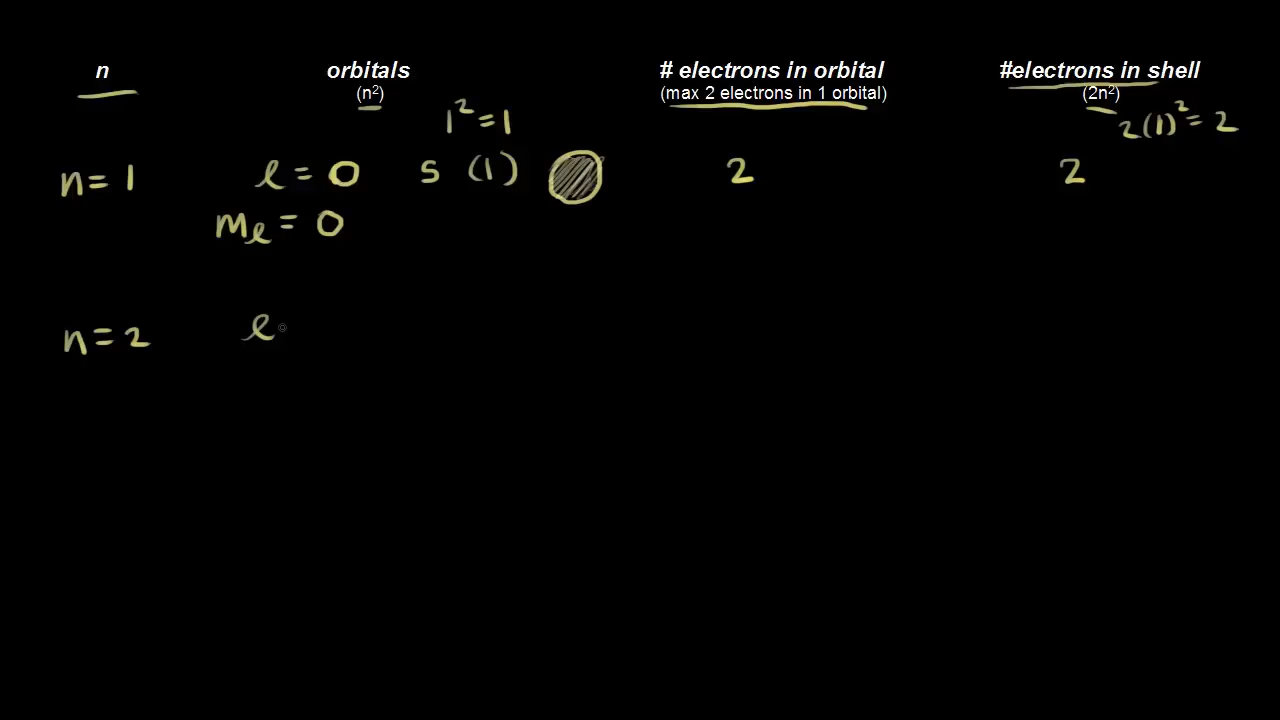 n orbitals # electrons in orbital #electrons in shell
(n²) (max 2 electrons in 1 orbital) (2n²)
1² = 1 2(1)² = 2
n = 1 ℓ = 0 s (1) 2 2
mℓ = 0
n = 2 ℓ